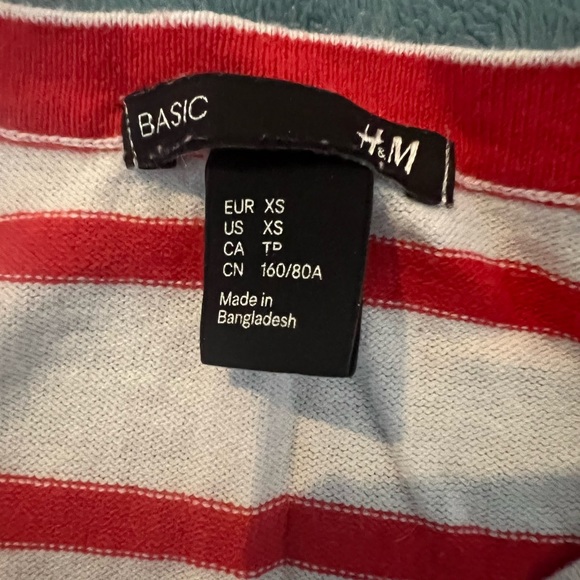 BASIC
H&M
EUR XS
US XS
CA TP
CN 160/80A
Made in
Bangladesh